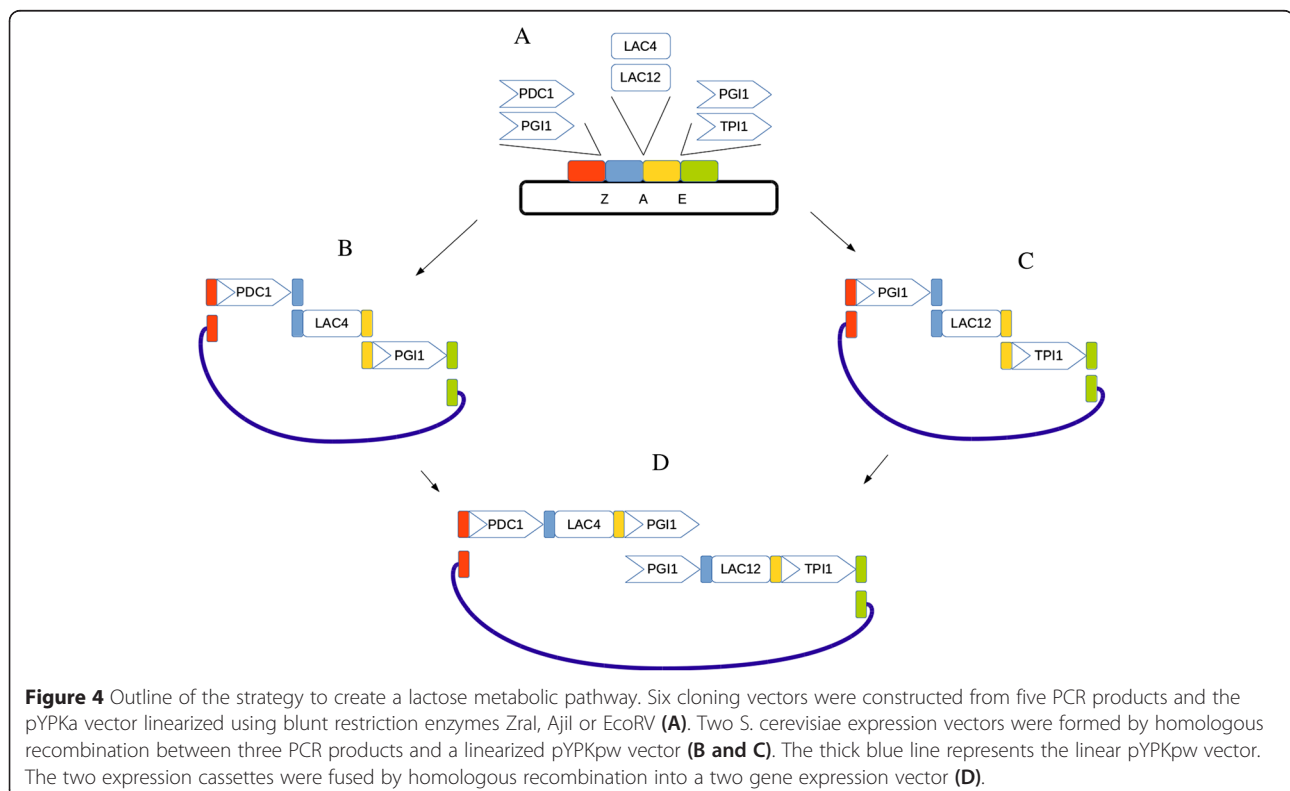 A
LAC4
LAC12
PDC1
PGI1
PGI1
TPI1
Z A E
B
C
PDC1
LAC4
PGI1
PGI1
LAC12
TPI1
D
PDC1 LAC4 PGI1
PGI1 LAC12 TPI1
Figure 4 Outline of the strategy to create a lactose metabolic pathway. Six cloning vectors were constructed from five PCR products and the
pYPKa vector linearized using blunt restriction enzymes ZraI, AjiI or EcoRV (A). Two S. cerevisiae expression vectors were formed by homologous
recombination between three PCR products and a linearized pYPKpw vector (B and C). The thick blue line represents the linear pYPKpw vector.
The two expression cassettes were fused by homologous recombination into a two gene expression vector (D).